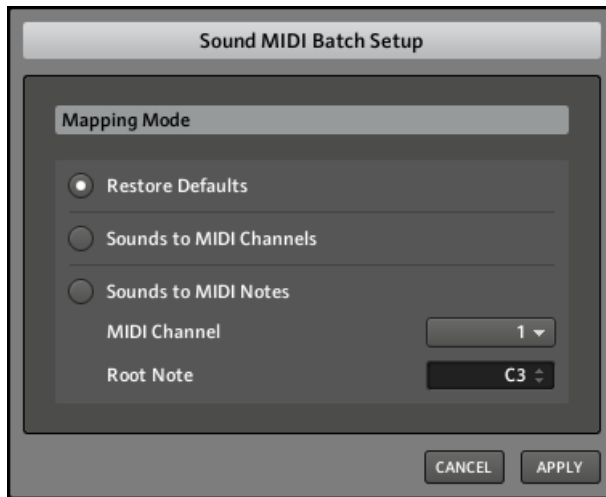 Sound MIDI Batch Setup
Mapping Mode
Restore Defaults
Sounds to MIDI Channels
Sounds to MIDI Notes
MIDI Channel 1
Root Note C3
CANCEL APPLY